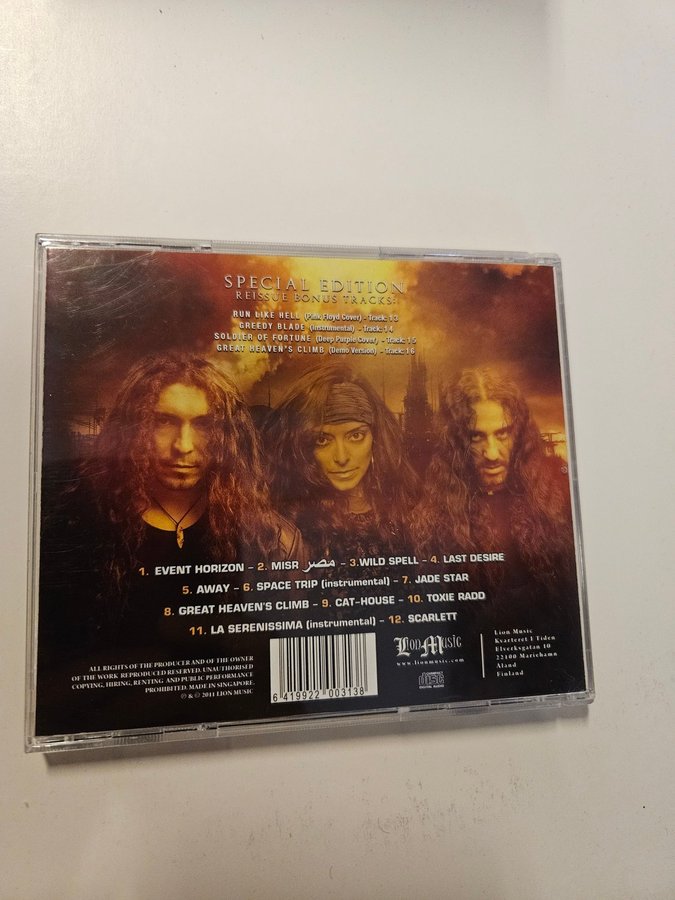 SPECIAL EDITION
REISSUE BONUS TRACKS:
RUN LIKE HELL (Pink Floyd Cover) - Track: 13
GREEDY BLADE (Instrumental) - Track: 14
SOLDIER OF FORTUNE (Deep Purple Cover) - Track: 15
GREAT HEAVEN'S CLIMB (Demo Version) - Track: 16
1. EVENT HORIZON - 2. MISR مصر - 3.WILD SPELL - 4. LAST DESIRE
5. AWAY - 6. SPACE TRIP (instrumental) - 7. JADE STAR
8. GREAT HEAVEN'S CLIMB - 9. CAT-HOUSE - 10. TOXIE RADD
11. LA SERENISSIMA (instrumental) - 12. SCARLETT
ALL RIGHTS OF THE PRODUCER AND OF THE OWNER
OF THE WORK REPRODUCED RESERVED. UNAUTHORISED
COPYING, HIRING, RENTING AND PUBLIC PERFORMANCE
PROHIBITED. MADE IN SINGAPORE
℗ & © 2011 LION MUSIC
6 419922 003138
Lion Music
www.lionmusic.com
COMPACT
disc
DIGITAL AUDIO
Lion Music
Kvarteret I Tiden
Elverksgatan 10
22100 Mariehamn
Aland
Finland